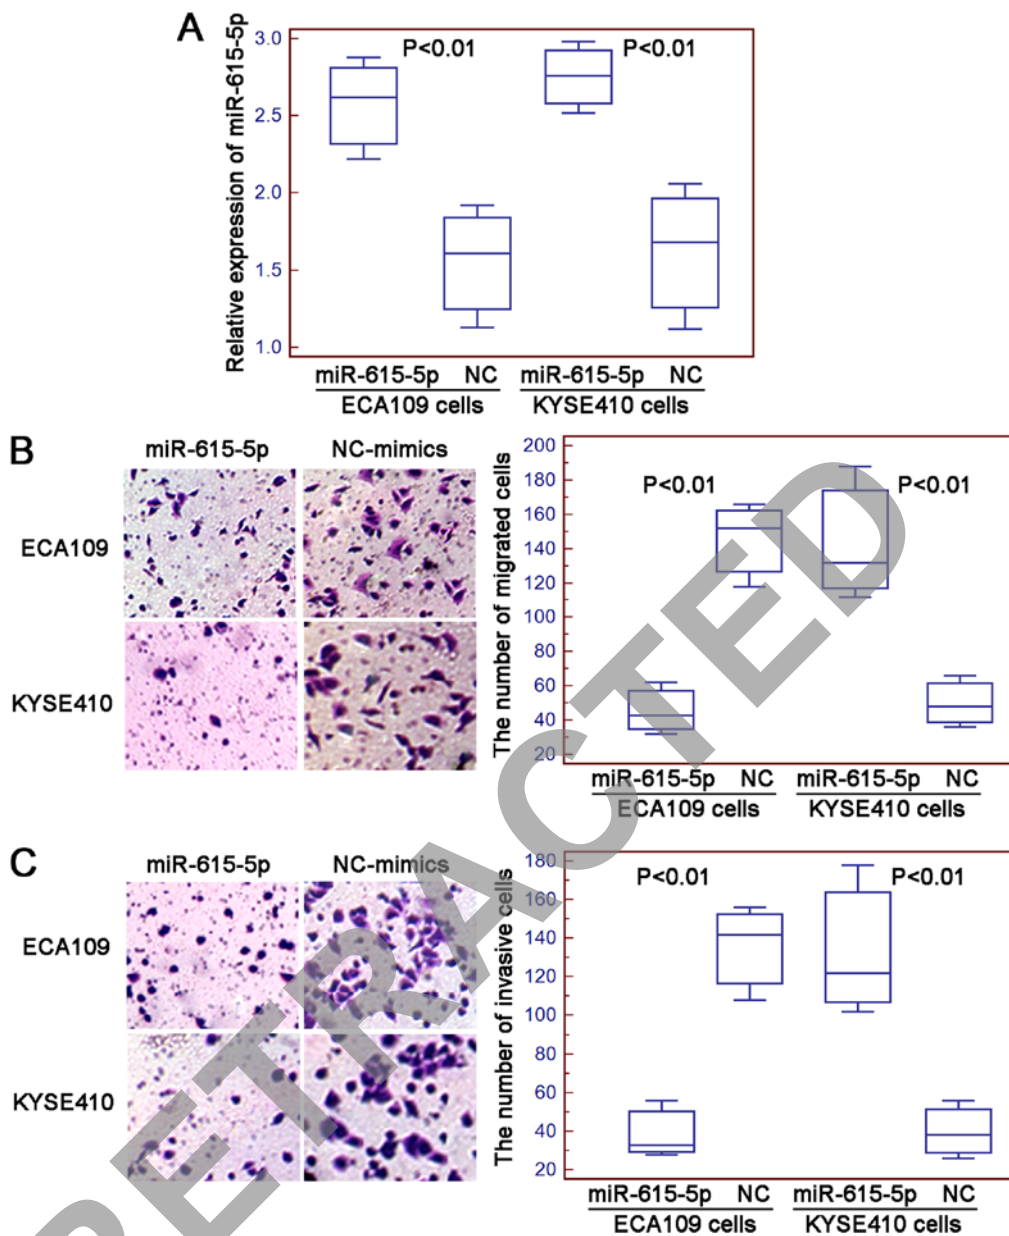 A
Relative expression of miR-615-5p
3.0
2.5
2.0
1.5
1.0
P<0.01
P<0.01
miR-615-5p NC miR-615-5p NC
ECA109 cells KYSE410 cells
B
miR-615-5p NC-mimics
ECA109
KYSE410
The number of migrated cells
200
180
160
140
120
100
80
60
40
20
P<0.01
P<0.01
miR-615-5p NC miR-615-5p NC
ECA109 cells KYSE410 cells
C
miR-615-5p NC-mimics
ECA109
KYSE410
The number of invasive cells
180
160
140
120
100
80
60
40
20
P<0.01
P<0.01
miR-615-5p NC miR-615-5p NC
ECA109 cells KYSE410 cells
RETRACTED